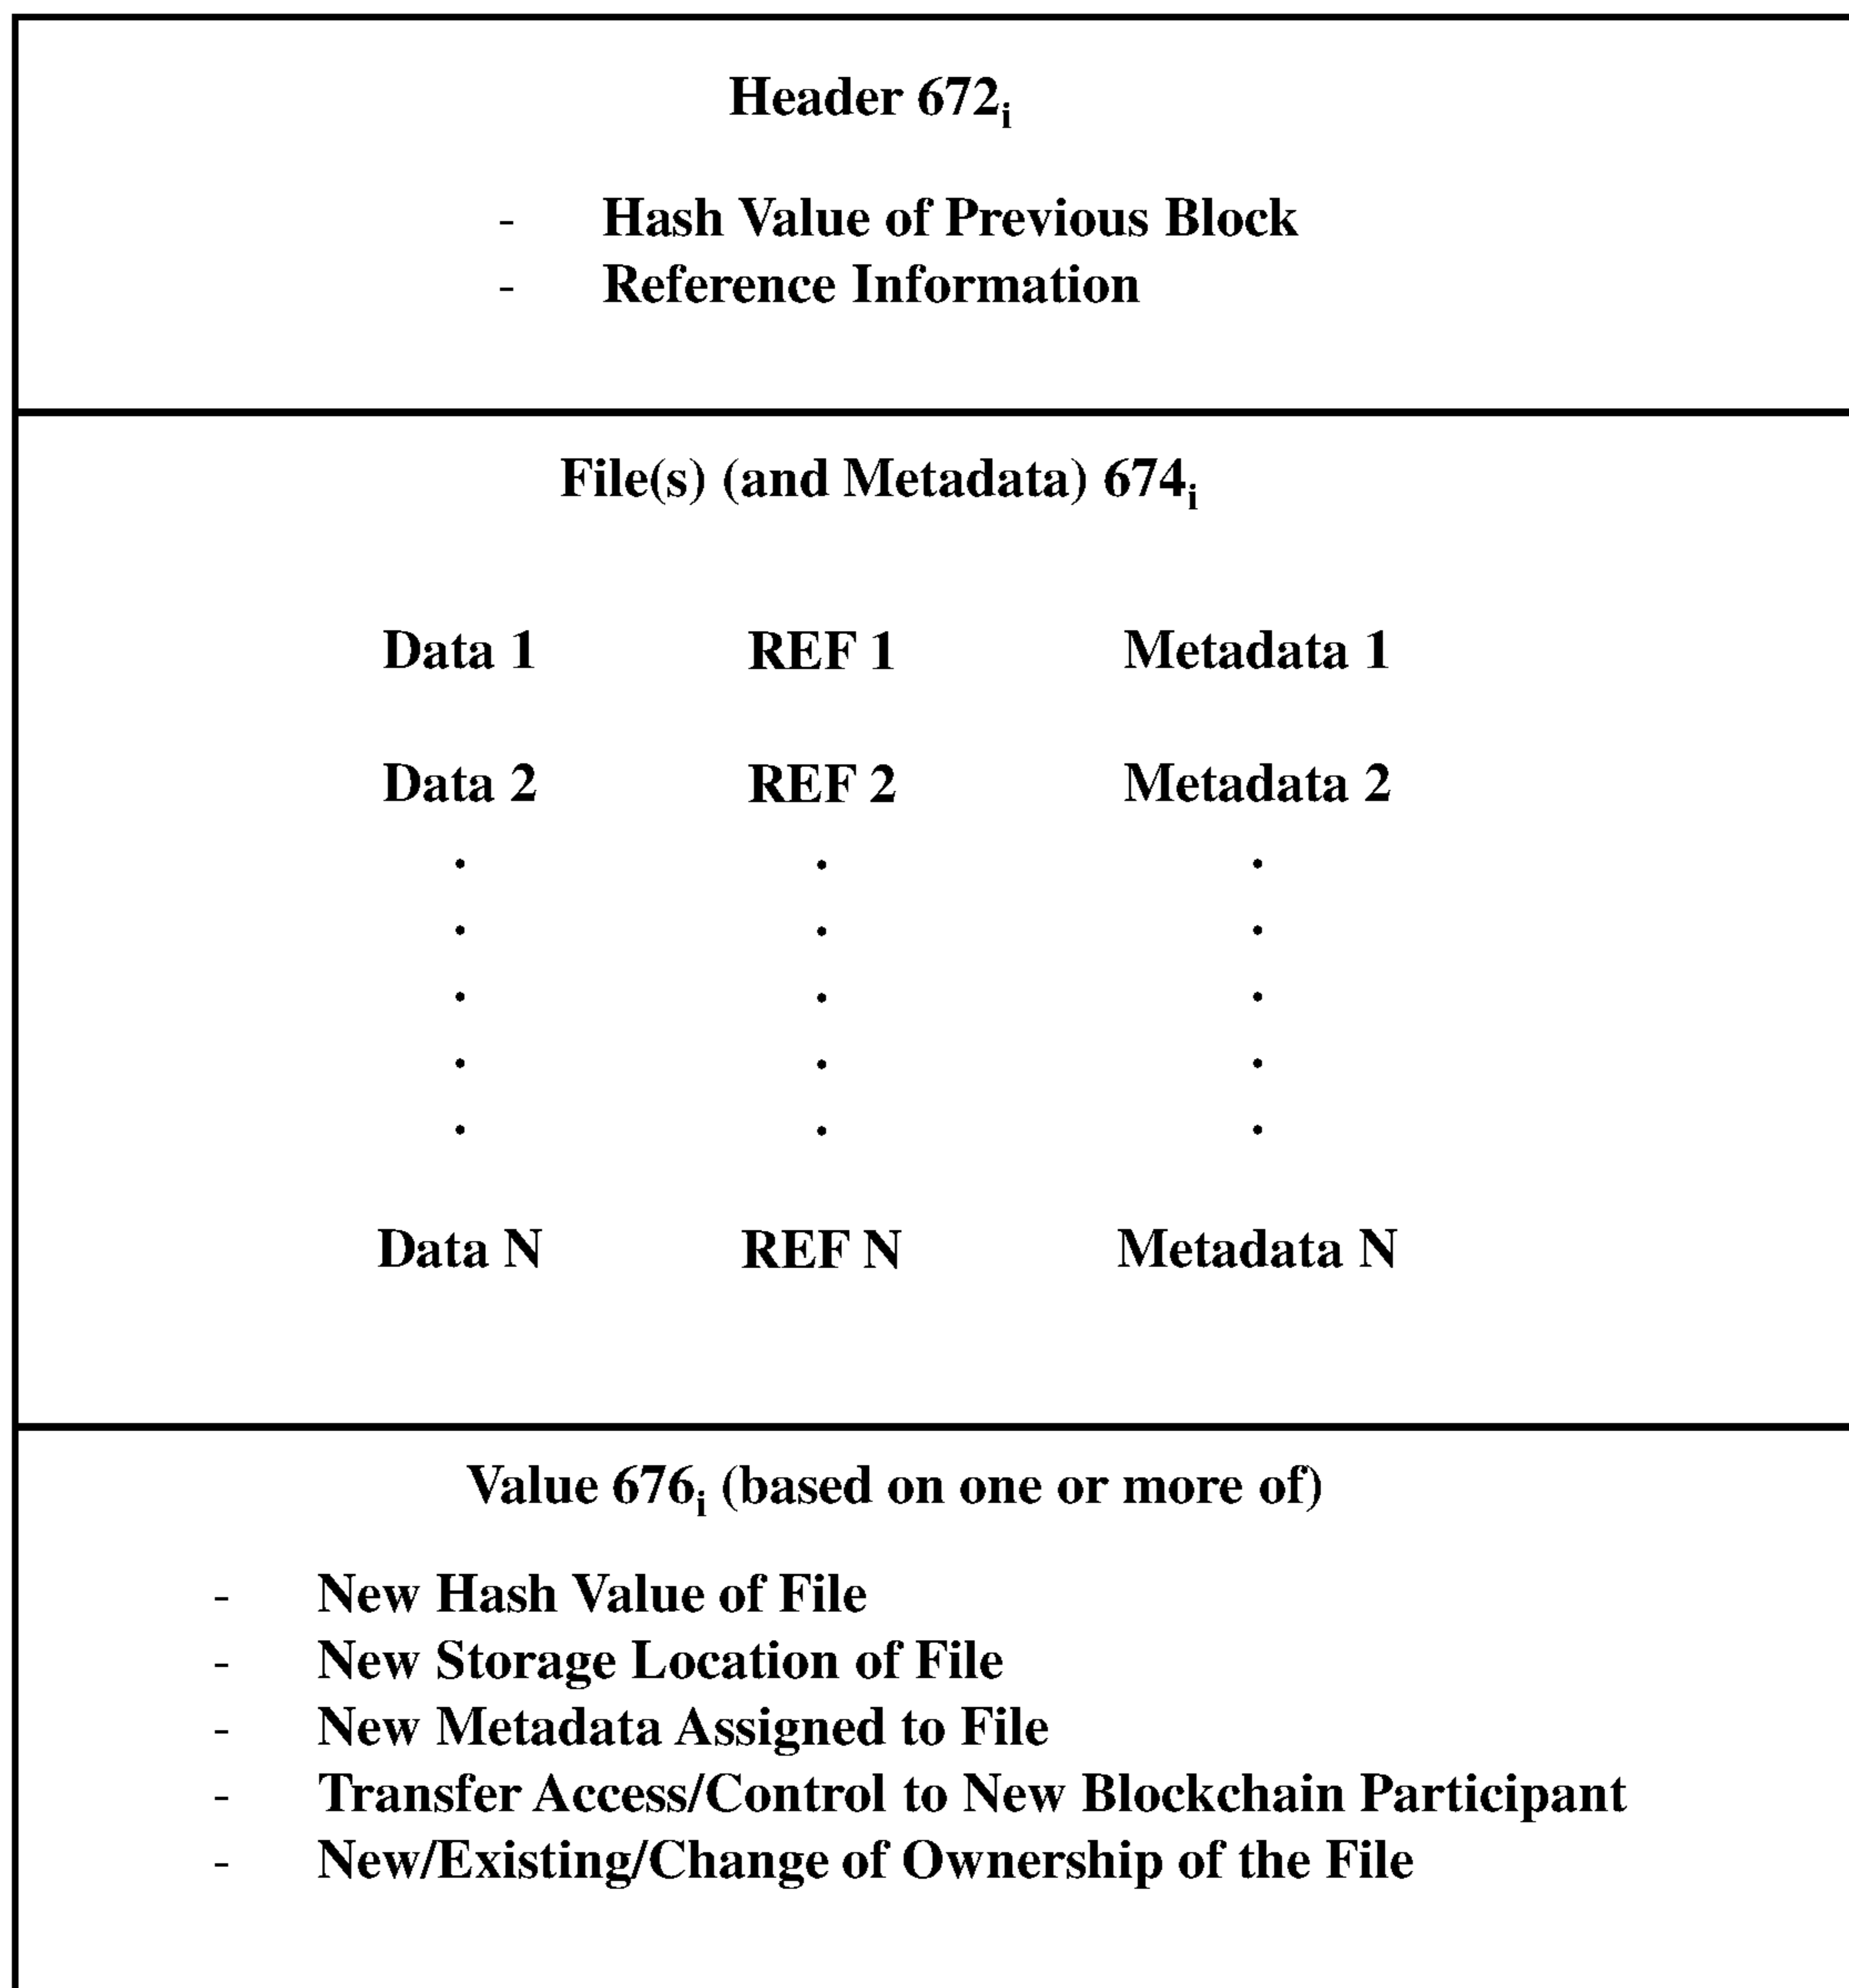 Header 672i
- Hash Value of Previous Block
- Reference Information
File(s) (and Metadata) 674i
Data 1 REF 1 Metadata 1
Data 2 REF 2 Metadata 2
. . .
. . .
. . .
. . .
. . .
Data N REF N Metadata N
Value 676i (based on one or more of)
- New Hash Value of File
- New Storage Location of File
- New Metadata Assigned to File
- Transfer Access/Control to New Blockchain Participant
- New/Existing/Change of Ownership of the File